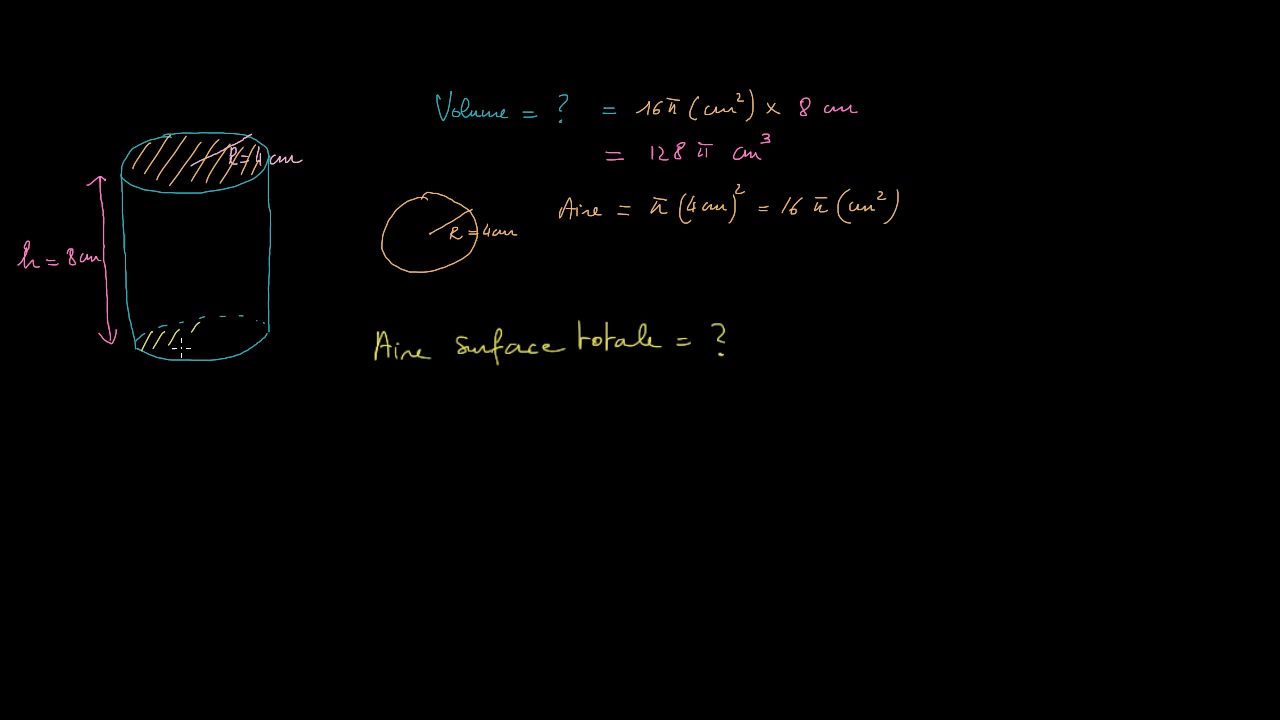 Volume = ? = 16π (cm²) × 8 cm
= 128 π cm³
R = 4 cm
h = 8 cm
Aire = π (4 cm)² = 16 π (cm²)
R = 4 cm
Aire surface totale = ?